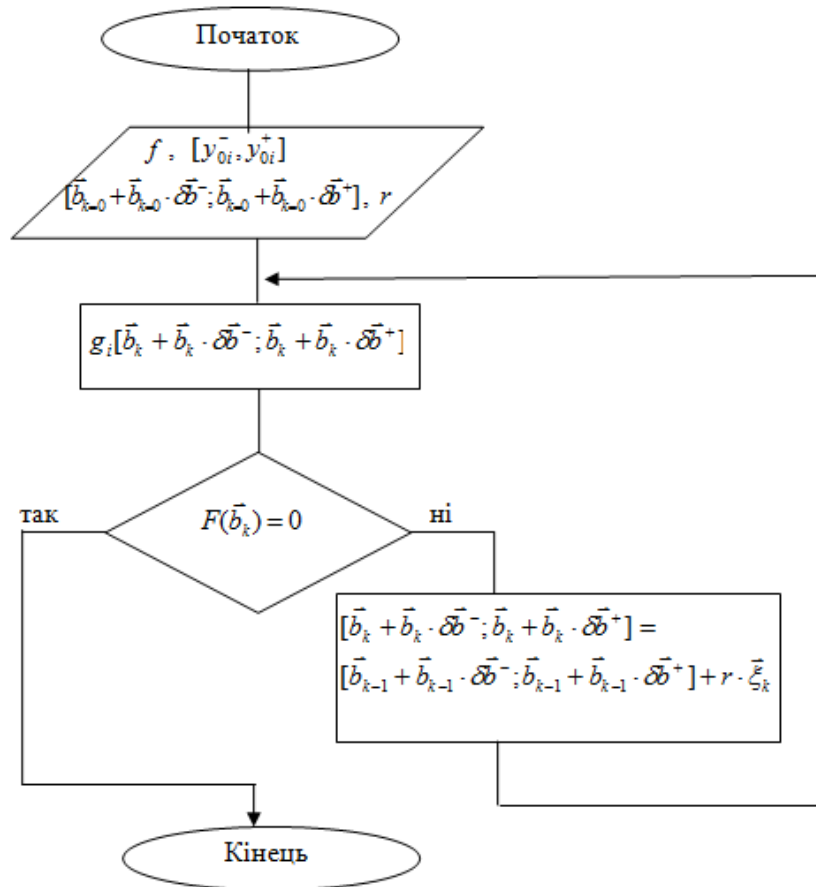 Початок
f , [y₀ᵢ⁻, y₀ᵢ⁺]
[b⃗ₖ₌₀ + b⃗ₖ₌₀ · δb⃗⁻; b⃗ₖ₌₀ + b⃗ₖ₌₀ · δb⃗⁺], r
gᵢ[b⃗ₖ + b⃗ₖ · δb⃗⁻; b⃗ₖ + b⃗ₖ · δb⃗⁺]
так
F(b⃗ₖ) = 0
ні
[b⃗ₖ + b⃗ₖ · δb⃗⁻; b⃗ₖ + b⃗ₖ · δb⃗⁺] =
[b⃗ₖ₋₁ + b⃗ₖ₋₁ · δb⃗⁻; b⃗ₖ₋₁ + b⃗ₖ₋₁ · δb⃗⁺] + r · ξ⃗ₖ
Кінець